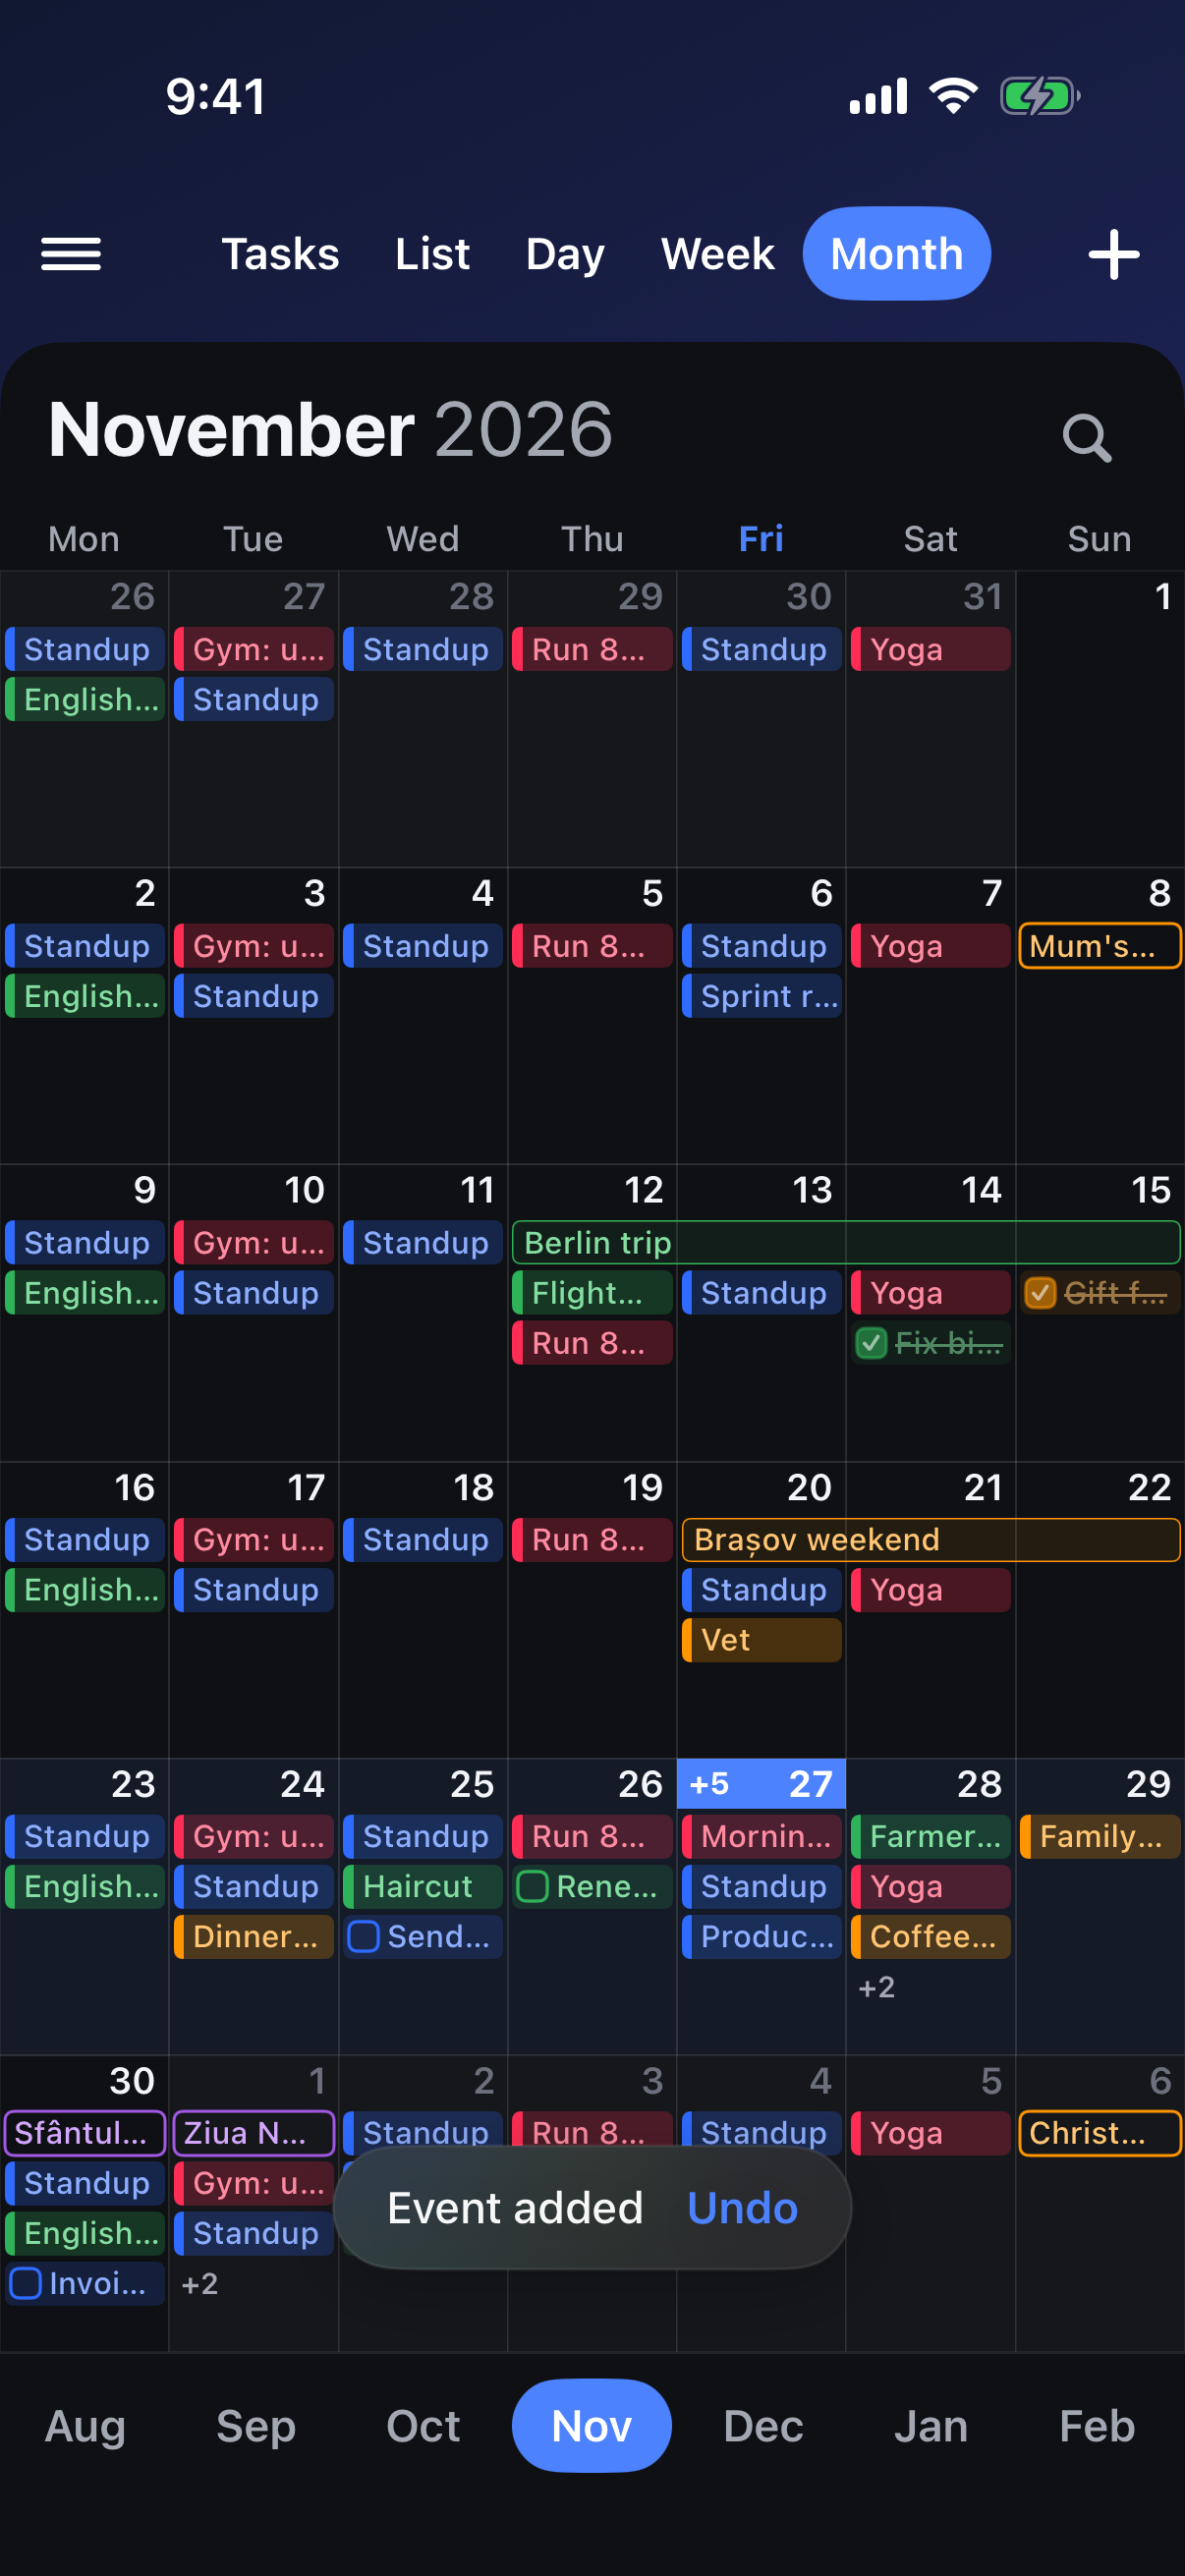 9:41
Tasks List Day Week Month
November 2026
Mon Tue Wed Thu Fri Sat Sun
26 27 28 29 30 31 1
Standup Gym: u... Standup Run 8... Standup Yoga
English... Standup
2 3 4 5 6 7 8
Standup Gym: u... Standup Run 8... Standup Yoga Mum's...
English... Standup Sprint r...
9 10 11 12 13 14 15
Standup Gym: u... Standup Berlin trip
English... Standup Flight... Standup Yoga Gift f...
Run 8... Fix bi...
16 17 18 19 20 21 22
Standup Gym: u... Standup Run 8... Brașov weekend
English... Standup Standup Yoga
Vet
23 24 25 26 +5 27 28 29
Standup Gym: u... Standup Run 8... Mornin... Farmer... Family...
English... Standup Haircut Rene... Standup Yoga
Dinner... Send... Produc... Coffee...
+2
30 1 2 3 4 5 6
Sfântul... Ziua N... Standup Run 8... Standup Yoga Christ...
Standup Gym: u...
English... Standup
Invoi... +2
Event added Undo
Aug Sep Oct Nov Dec Jan Feb